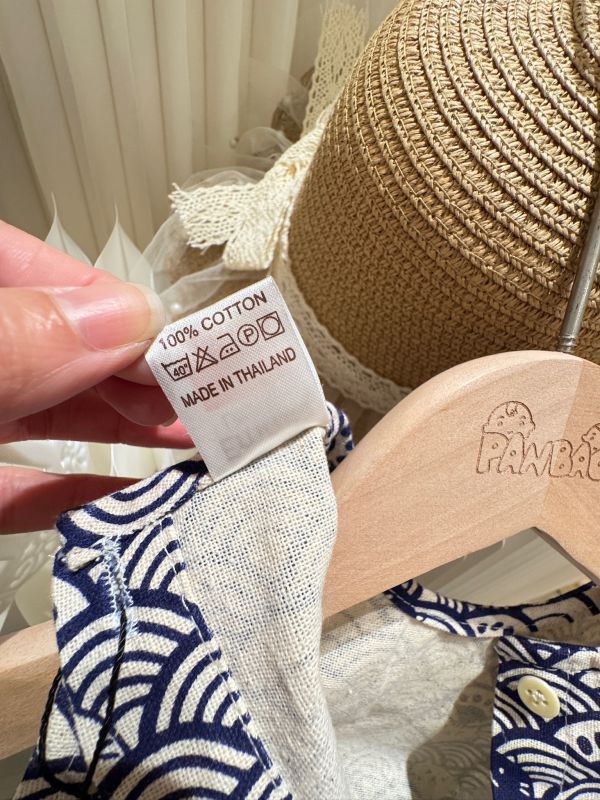 100% COTTON
40°
P
MADE IN THAILAND
PANBA